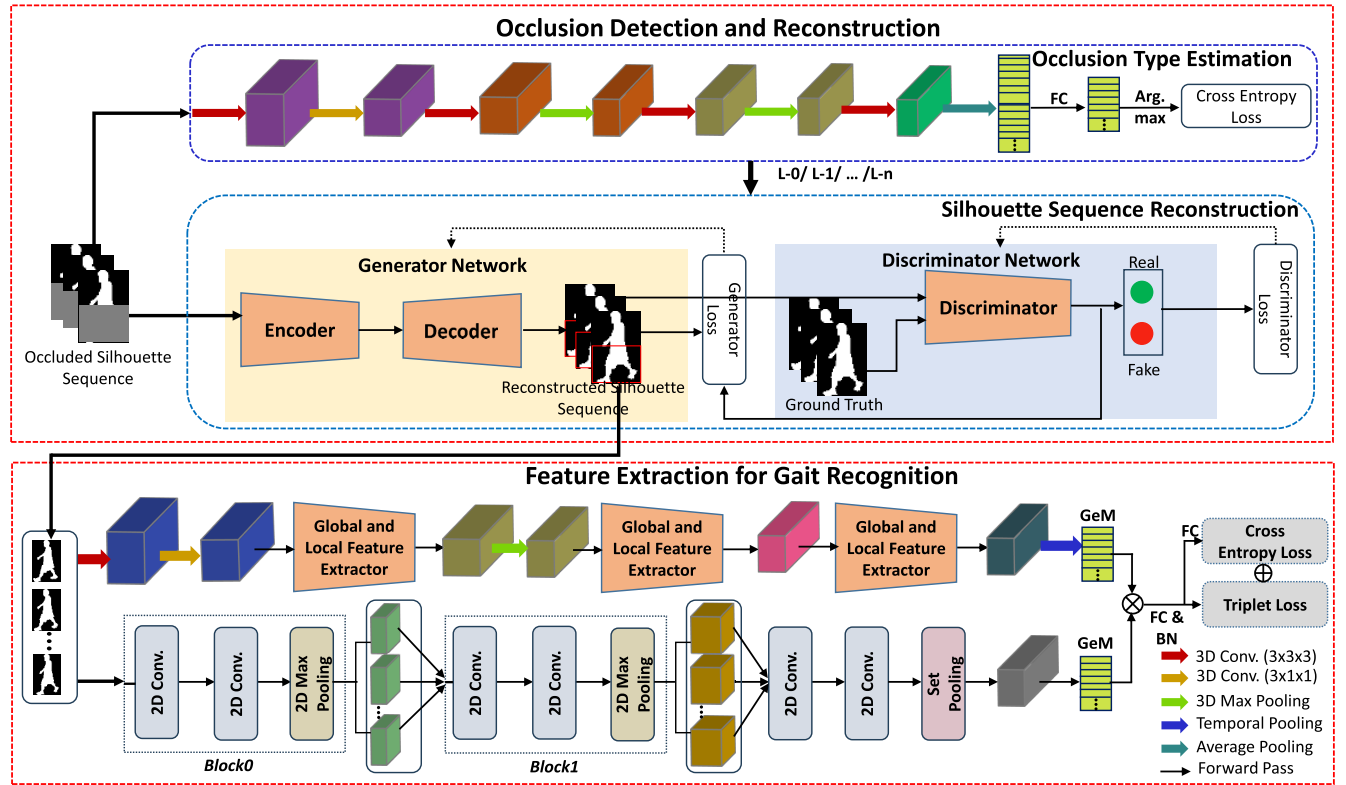 Occlusion Detection and Reconstruction
Occlusion Type Estimation
FC
Arg.
max
Cross Entropy
Loss
L-0/ L-1/ ... /L-n
Silhouette Sequence Reconstruction
Generator Network
Encoder
Decoder
Occluded Silhouette
Sequence
Reconstructed Silhouette
Sequence
Generator
Loss
Discriminator Network
Discriminator
Ground Truth
Real
Fake
Discriminator
Loss
Feature Extraction for Gait Recognition
Global and
Local Feature
Extractor
Global and
Local Feature
Extractor
Global and
Local Feature
Extractor
GeM
FC
Cross
Entropy Loss
Triplet Loss
FC &
BN
2D Conv.
2D Conv.
2D Max
Pooling
Block0
2D Conv.
2D Conv.
2D Max
Pooling
Block1
2D Conv.
2D Conv.
Set
Pooling
GeM
3D Conv. (3x3x3)
3D Conv. (3x1x1)
3D Max Pooling
Temporal Pooling
Average Pooling
Forward Pass